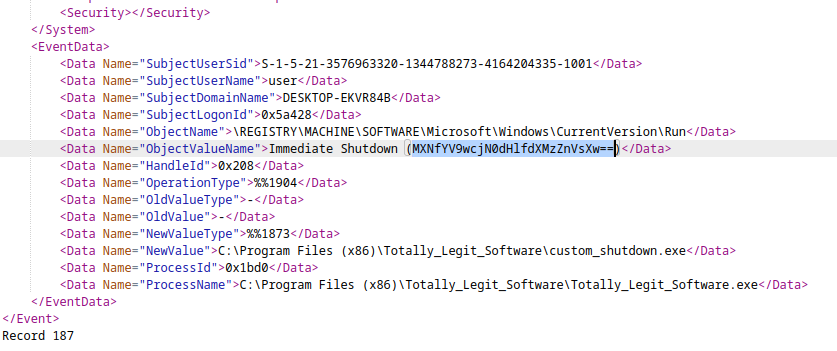 <Security></Security>
</System>
<EventData>
<Data Name="SubjectUserSid">S-1-5-21-3576963320-1344788273-4164204335-1001</Data>
<Data Name="SubjectUserName">user</Data>
<Data Name="SubjectDomainName">DESKTOP-EKVR84B</Data>
<Data Name="SubjectLogonId">0x5a428</Data>
<Data Name="ObjectName">\REGISTRY\MACHINE\SOFTWARE\Microsoft\Windows\CurrentVersion\Run</Data>
<Data Name="ObjectValueName">Immediate Shutdown (MXNfYV9wcjN0dHlfdXMzZnVsXw==)</Data>
<Data Name="HandleId">0x208</Data>
<Data Name="OperationType">%%1904</Data>
<Data Name="OldValueType">-</Data>
<Data Name="OldValue">-</Data>
<Data Name="NewValueType">%%1873</Data>
<Data Name="NewValue">C:\Program Files (x86)\Totally_Legit_Software\custom_shutdown.exe</Data>
<Data Name="ProcessId">0x1bd0</Data>
<Data Name="ProcessName">C:\Program Files (x86)\Totally_Legit_Software\Totally_Legit_Software.exe</Data>
</EventData>
</Event>
Record 187